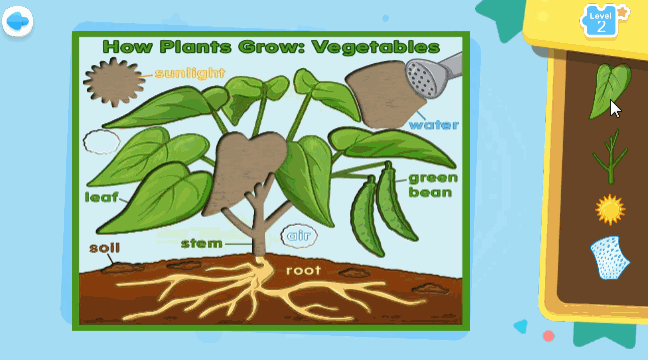 Level
2
How Plants Grow: Vegetables
sunlight
water
green
bean
leaf
air
stem
soil
root